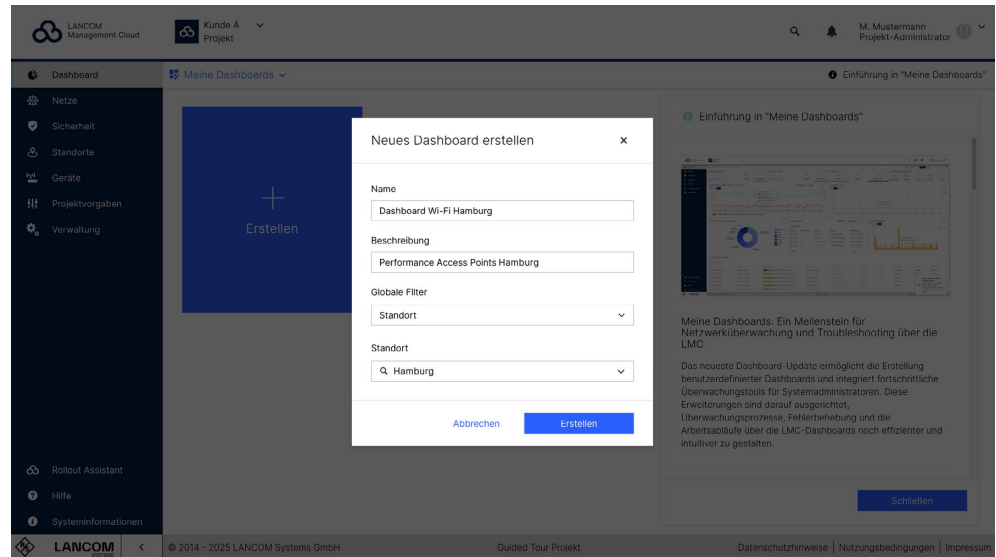 LANCOM
Management Cloud
Kunde A
Projekt
M. Mustermann
Projekt-Administrator
Dashboard
Netze
Sicherheit
Standorte
Geräte
Projektvorgaben
Verwaltung
Rollout Assistant
Hilfe
Systeminformationen
Meine Dashboards
Einführung in "Meine Dashboards"
Erstellen
Neues Dashboard erstellen
Name
Dashboard Wi-Fi Hamburg
Beschreibung
Performance Access Points Hamburg
Globale Filter
Standort
Standort
Hamburg
Abbrechen
Erstellen
Einführung in "Meine Dashboards"
Meine Dashboards: Ein Meilenstein für
Netzwerküberwachung und Troubleshooting über die
LMC
Das neueste Dashboard-Update ermöglicht die Erstellung
benutzerdefinierter Dashboards und integriert fortschrittliche
Überwachungstools für Systemadministratoren. Diese
Erweiterungen sind darauf ausgerichtet,
Überwachungsprozesse, Fehlerbehebung und die
Arbeitsabläufe über die LMC-Dashboards noch effizienter und
intuitiver zu gestalten.
Schließen
LANCOM
SYSTEMS
© 2014 - 2025 LANCOM Systems GmbH
Guided Tour Projekt
Datenschutzhinweise | Nutzungsbedingungen | Impressum